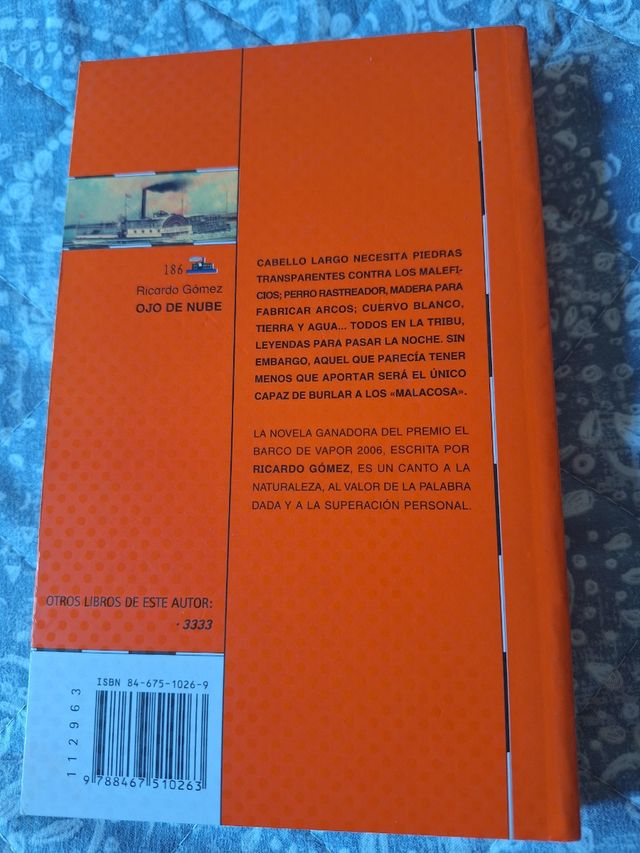 186
Ricardo Gómez
OJO DE NUBE
CABELLO LARGO NECESITA PIEDRAS
TRANSPARENTES CONTRA LOS MALEFI-
CIOS; PERRO RASTREADOR, MADERA PARA
FABRICAR ARCOS; CUERVO BLANCO,
TIERRA Y AGUA... TODOS EN LA TRIBU,
LEYENDAS PARA PASAR LA NOCHE. SIN
EMBARGO, AQUEL QUE PARECÍA TENER
MENOS QUE APORTAR SERÁ EL ÚNICO
CAPAZ DE BURLAR A LOS «MALACOSA».
LA NOVELA GANADORA DEL PREMIO EL
BARCO DE VAPOR 2006, ESCRITA POR
RICARDO GÓMEZ, ES UN CANTO A LA
NATURALEZA, AL VALOR DE LA PALABRA
DADA Y A LA SUPERACIÓN PERSONAL.
OTROS LIBROS DE ESTE AUTOR:
· 3333
ISBN 84-675-1026-9
112963
9 788467 510263